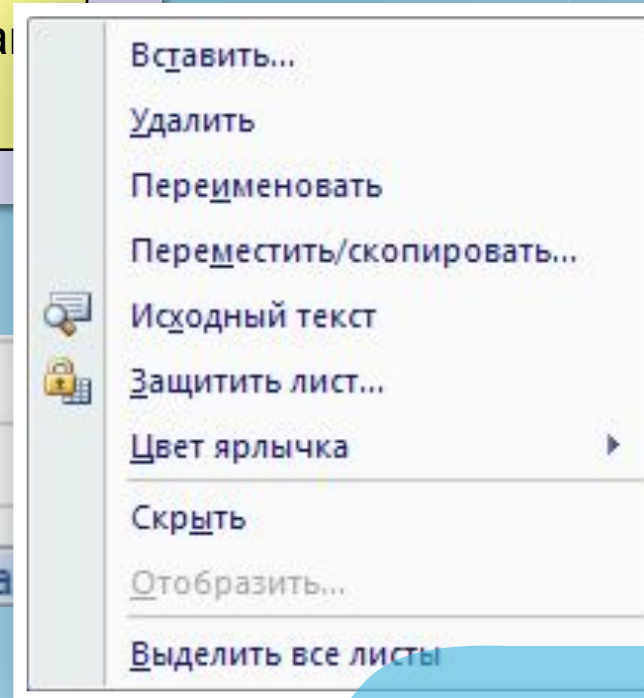 Вставить...
Удалить
Переименовать
Переместить/скопировать...
Исходный текст
Защитить лист...
Цвет ярлычка
Скрыть
Отобразить...
Выделить все листы